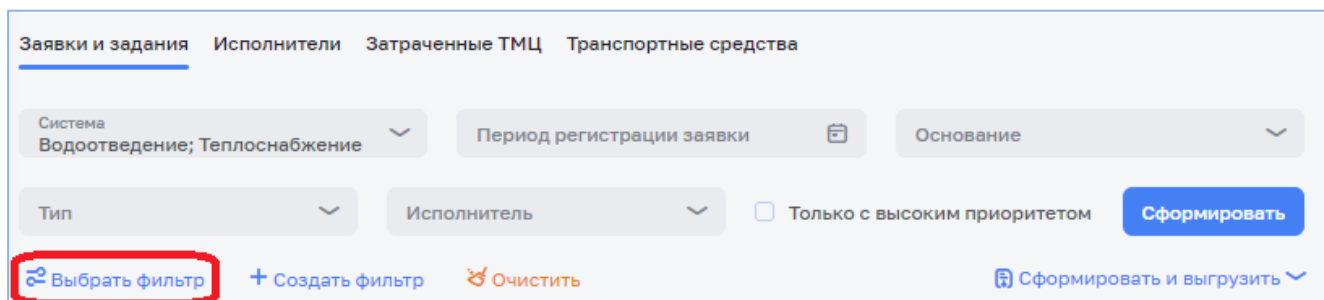 Заявки и задания Исполнители Затраченные ТМЦ Транспортные средства
Система
Водоотведение; Теплоснабжение Период регистрации заявки Основание
Тип Исполнитель Только с высоким приоритетом Сформировать
Выбрать фильтр + Создать фильтр Очистить Сформировать и выгрузить